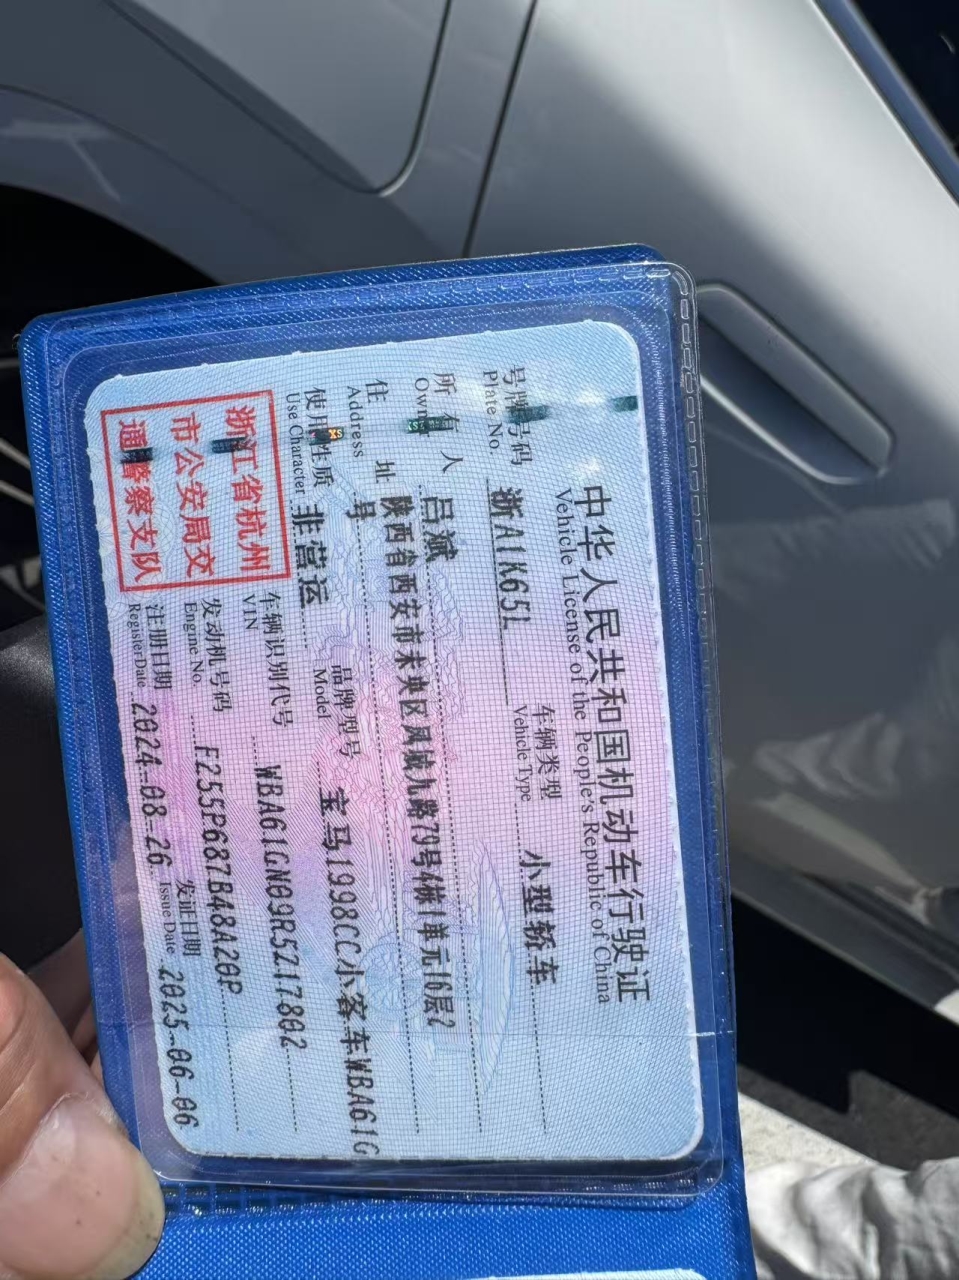 中华人民共和国机动车行驶证
Vehicle License of the People's Republic of China
号牌号码 浙A1K65L 车辆类型 小型轿车
Plate No. Vehicle Type
所有人 吕斌
Owner
住址 陕西省西安市未央区凤城九路79号4栋1单元16层2
Address 号
使用性质 非营运 品牌型号 宝马1998CC小客车WBA61G
Use Character Model
浙江省杭州
市公安局交
通警察支队
车辆识别代号 WBA61GN09R5Z17802
VIN
发动机号码 F255P687B48A20P
Engine No.
注册日期 2024-08-26 发证日期 2025-06-06
Register Date Issue Date